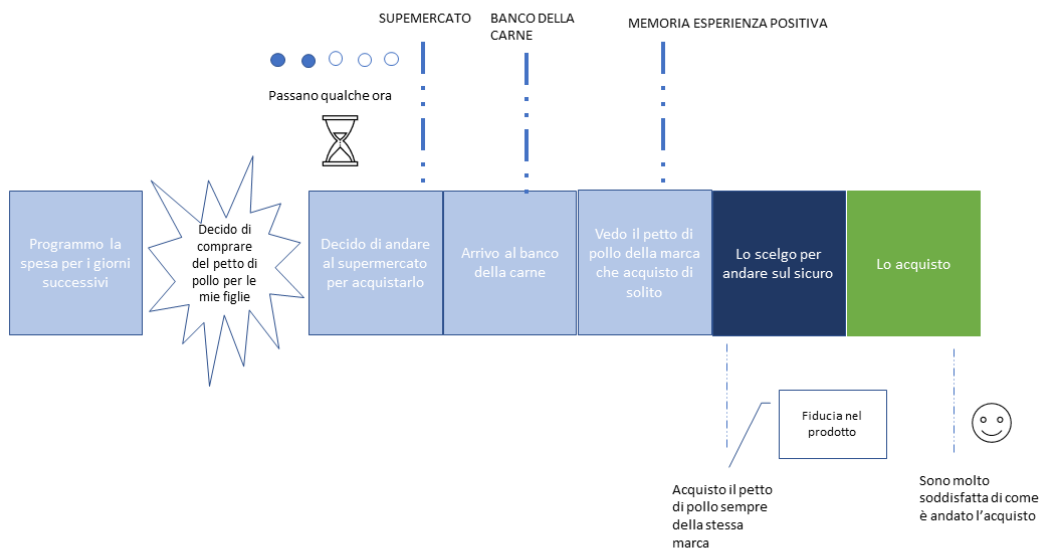 SUPEMERCATO
BANCO DELLA
CARNE
MEMORIA ESPERIENZA POSITIVA
Passano qualche ora
Programmo la
spesa per i giorni
successivi
Decido di
comprare
del petto di
pollo per le
mie figlie
Decido di andare
al supermercato
per acquistarlo
Arrivo al banco
della carne
Vedo il petto di
pollo della marca
che acquisto di
solito
Lo scelgo per
andare sul sicuro
Lo acquisto
Fiducia nel
prodotto
Acquisto il petto
di pollo sempre
della stessa
marca
Sono molto
soddisfatta di come
è andato l’acquisto